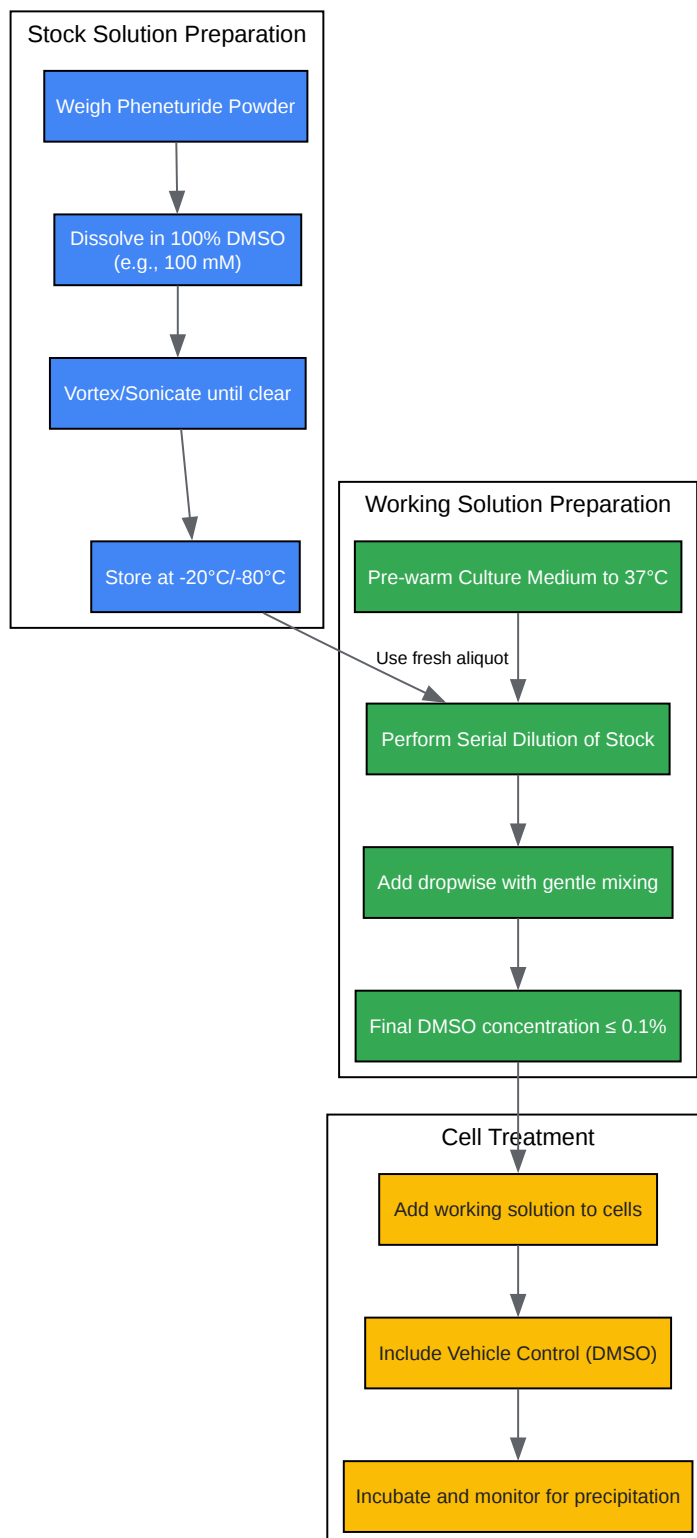 Stock Solution Preparation
Weigh Pheneturide Powder
Dissolve in 100% DMSO
(e.g., 100 mM)
Vortex/Sonicate until clear
Store at -20°C/-80°C
Working Solution Preparation
Pre-warm Culture Medium to 37°C
Use fresh aliquot
Perform Serial Dilution of Stock
Add dropwise with gentle mixing
Final DMSO concentration ≤ 0.1%
Cell Treatment
Add working solution to cells
Include Vehicle Control (DMSO)
Incubate and monitor for precipitation